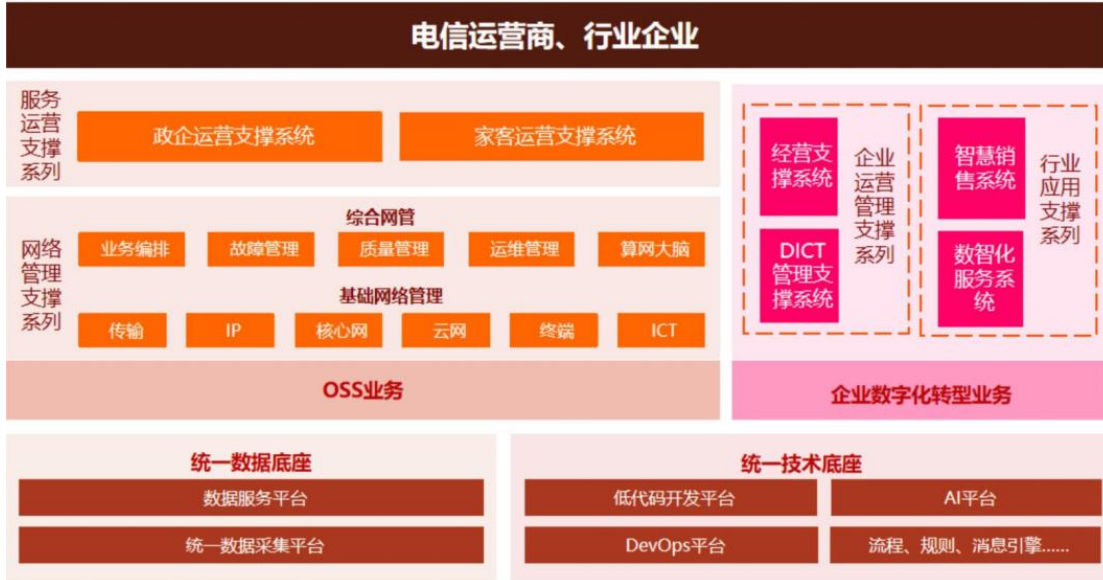 电信运营商、行业企业
服务
运营
支撑
系列
政企运营支撑系统
家客运营支撑系统
网络
管理
支撑
系列
综合网管
业务编排
故障管理
质量管理
运维管理
算网大脑
基础网络管理
传输
IP
核心网
云网
终端
ICT
OSS业务
经营支
撑系统
DICT
管理支
撑系统
企业
运营
管理
支撑
系列
智慧销
售系统
数智化
服务系
统
行业
应用
支撑
系列
企业数字化转型业务
统一数据底座
数据服务平台
统一数据采集平台
统一技术底座
低代码开发平台
AI平台
DevOps平台
流程、规则、消息引擎......